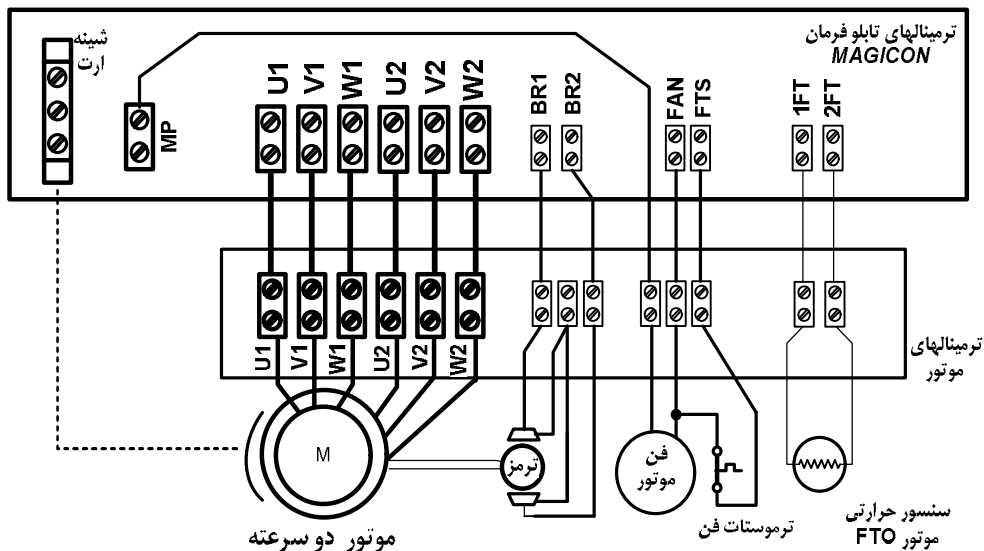 ترمینالهای تابلو فرمان
MAGICON
شینه
ارت
MP
U1
V1
W1
U2
V2
W2
BR1
BR2
FAN
FTS
1FT
2FT
U1
V1
W1
U2
V2
W2
ترمینالهای
موتور
M
ترمز
فن
موتور
موتور دو سرعته
ترموستات فن
سنسور حرارتی
موتور FTO